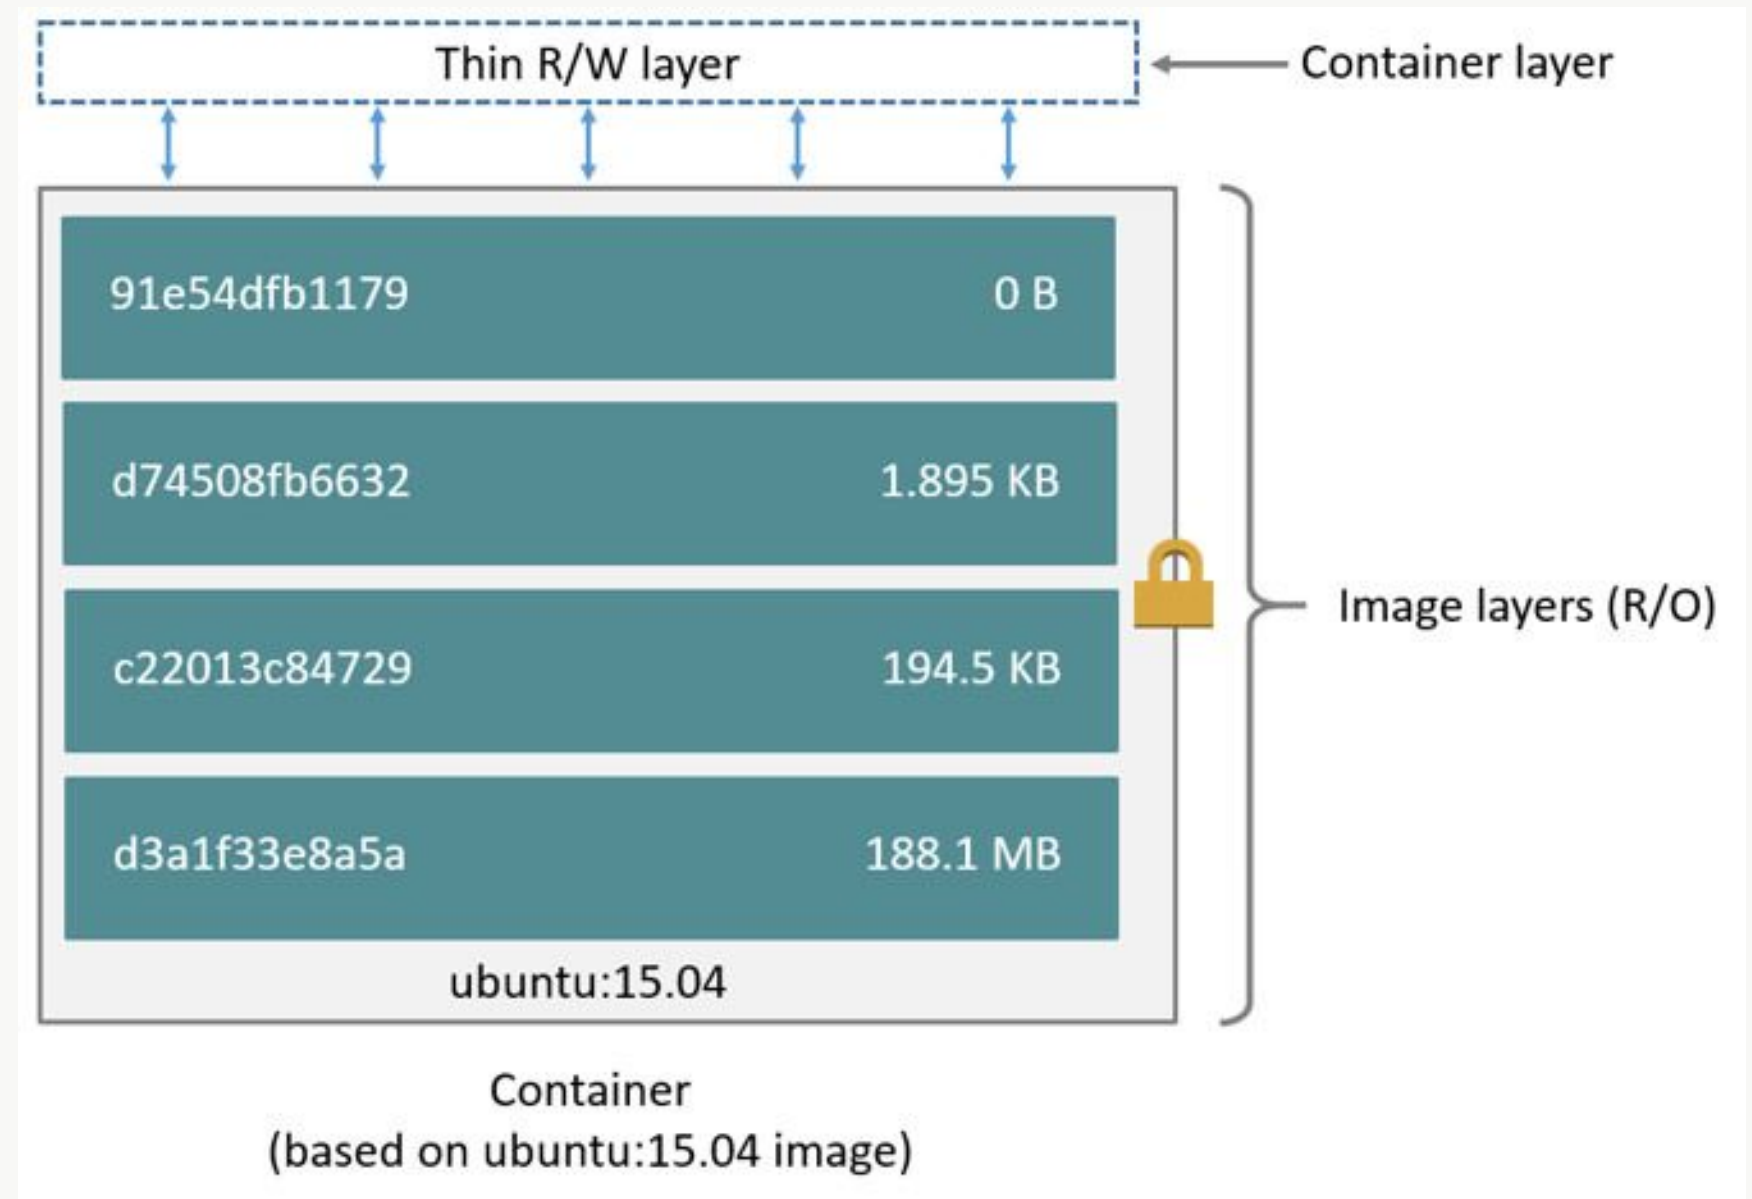 Thin R/W layer
Container layer
91e54dfb1179 0 B
d74508fb6632 1.895 KB
c22013c84729 194.5 KB
Image layers (R/O)
d3a1f33e8a5a 188.1 MB
ubuntu:15.04
Container
(based on ubuntu:15.04 image)